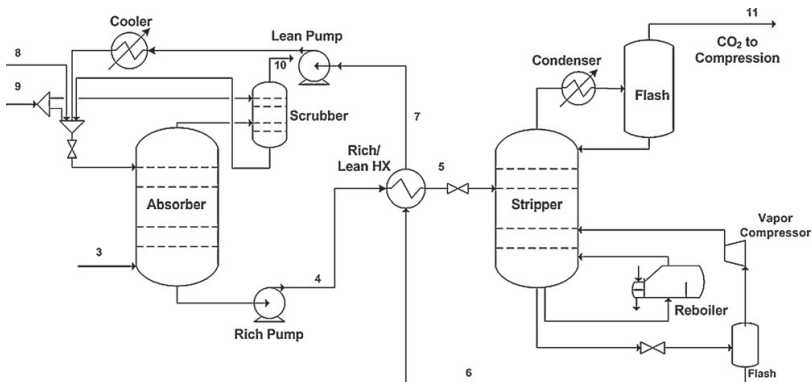 Cooler
Lean Pump
11
8
10
Condenser
CO₂ to
Compression
9
Scrubber
Flash
7
Rich/
Lean HX
5
Absorber
Stripper
Vapor
Compressor
3
4
Reboiler
Rich Pump
6
Flash